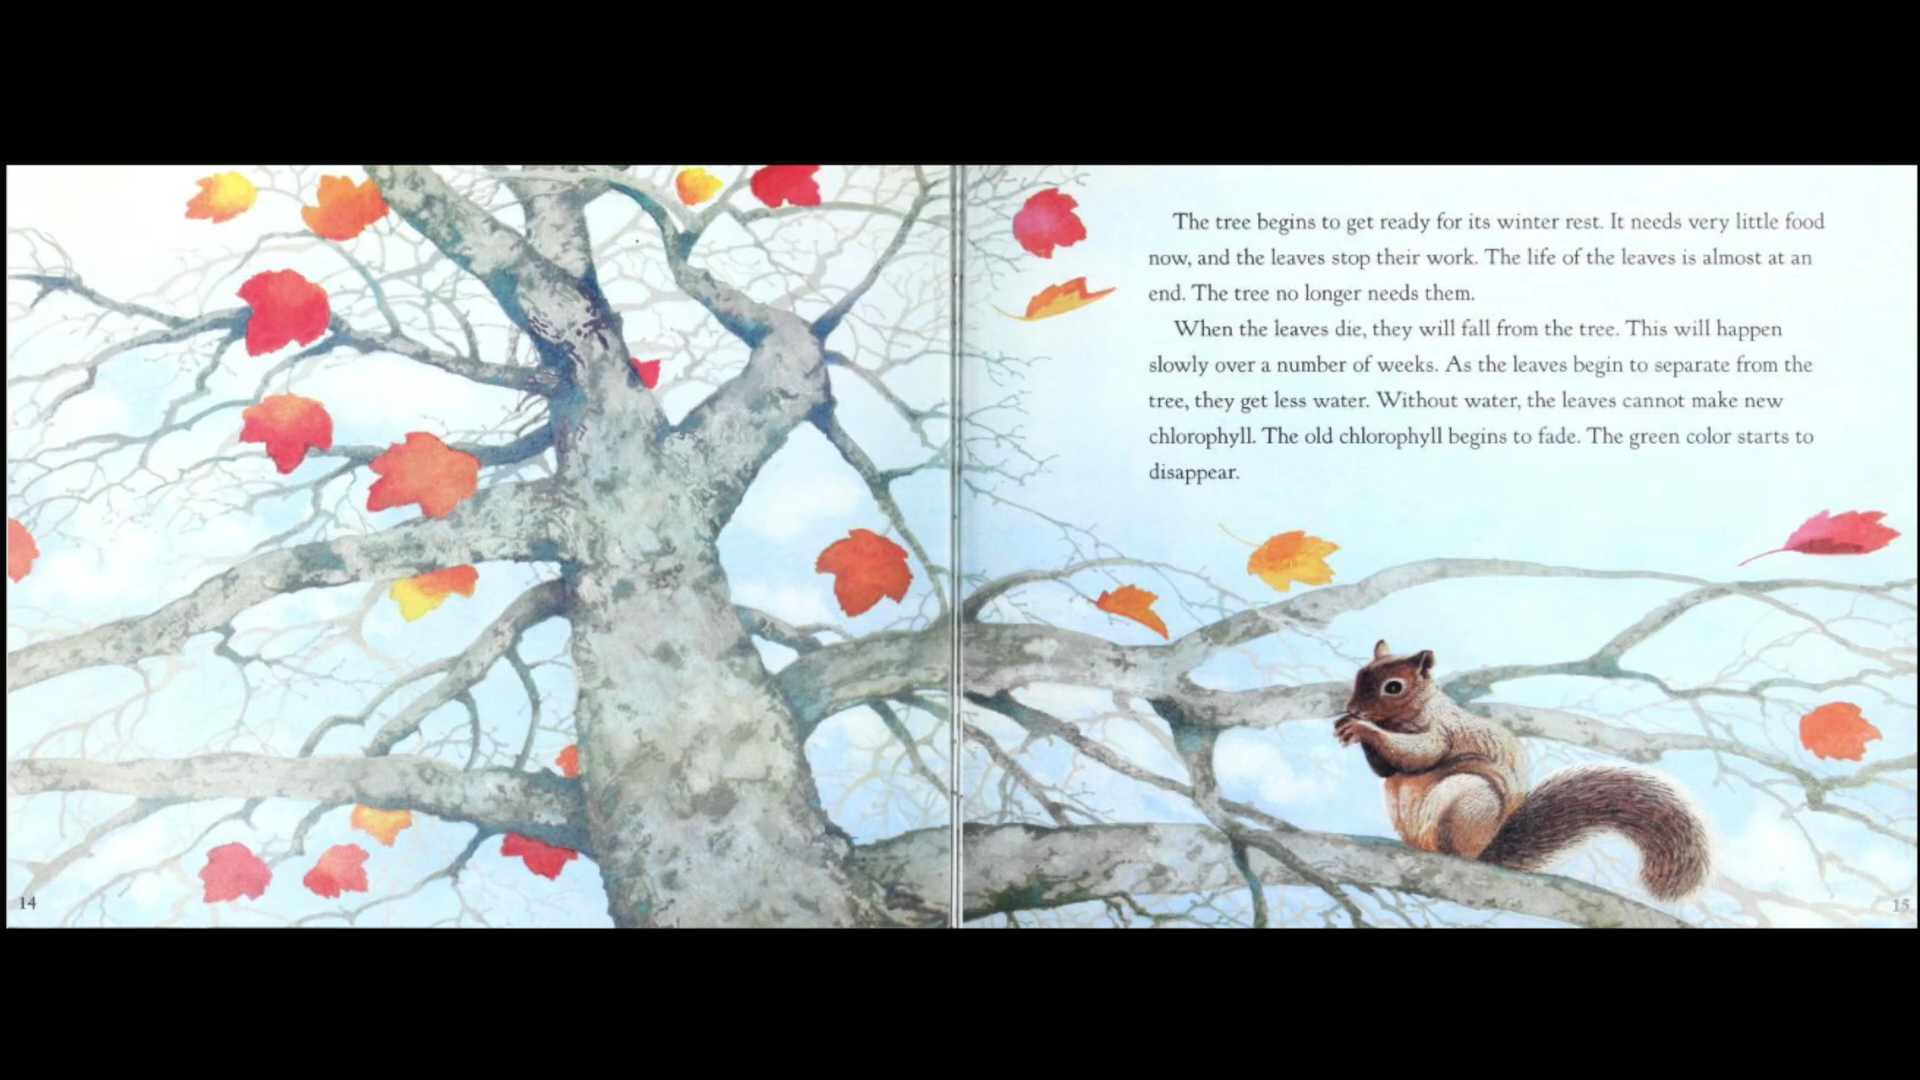 The tree begins to get ready for its winter rest. It needs very little food
now, and the leaves stop their work. The life of the leaves is almost at an
end. The tree no longer needs them.
When the leaves die, they will fall from the tree. This will happen
slowly over a number of weeks. As the leaves begin to separate from the
tree, they get less water. Without water, the leaves cannot make new
chlorophyll. The old chlorophyll begins to fade. The green color starts to
disappear.
14
15